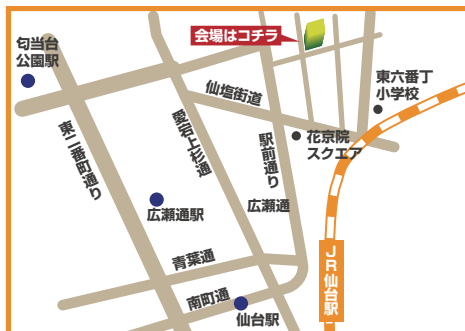 会場はコチラ
匂当台
公園駅
東六番丁
小学校
仙塩街道
愛宕上杉通
東二番町通り
駅前通り
花京院
スクエア
広瀬通駅
広瀬通
青葉通
JR仙台駅
南町通
仙台駅